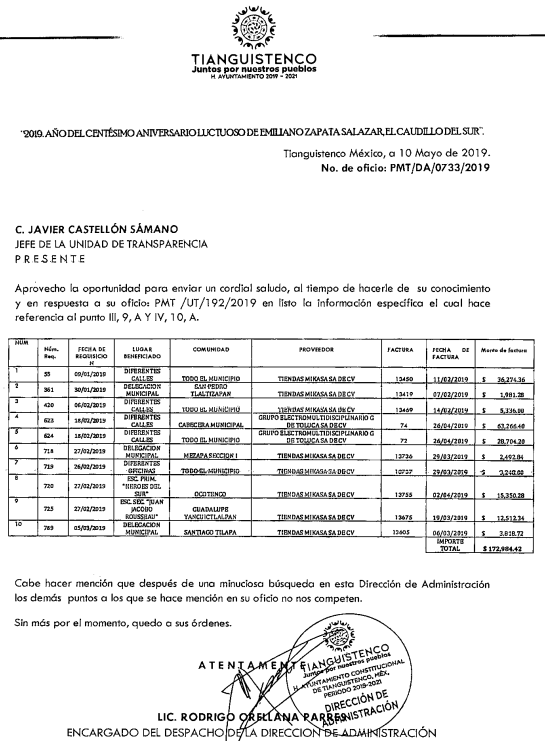 TIANGUISTENCO
Juntos por nuestros pueblos
H. AYUNTAMIENTO 2019 - 2021
"2019. AÑO DEL CENTÉSIMO ANIVERSARIO LUCTUOSO DE EMILIANO ZAPATA SALAZAR, EL CAUDILLO DEL SUR".
Tianguistenco México, a 10 Mayo de 2019.
No. de oficio: PMT/DA/0733/2019
C. JAVIER CASTELLÓN SÁMANO
JEFE DE LA UNIDAD DE TRANSPARENCIA
P R E S E N T E
Aprovecho la oportunidad para enviar un cordial saludo, al tiempo de hacerle de su conocimiento
y en respuesta a su oficio: PMT /UT/192/2019 en listo la información especifica el cual hace
referencia al punto III, 9, A Y IV, 10, A.
NUM Núm. Req. FECHA DE REQUISICION LUGAR BENEFICIADO COMUNIDAD PROVEEDOR FACTURA FECHA DE FACTURA Monto de factura
1 55 09/01/2019 DIFERENTES CALLES TODO EL MUNICIPIO TIENDAS MIKASA SA DE CV 13450 11/02/2019 $ 36,274.36
2 361 30/01/2019 DELEGACION MUNICIPAL SAN PEDRO TLALTIZAPAN TIENDAS MIKASA SA DE CV 13419 07/02/2019 $ 1,981.28
3 420 06/02/2019 DIFERENTES CALLES TODO EL MUNICIPIO TIENDAS MIKASA SA DE CV 13469 14/02/2019 $ 5,336.00
4 623 18/02/2019 DIFERENTES CALLES CABECERA MUNICIPAL GRUPO ELECTROMULTIDISCIPLINARIO G DE TOLUCA SA DE CV 74 26/04/2019 $ 63,266.40
5 624 18/02/2019 DIFERENTES CALLES TODO EL MUNICIPIO GRUPO ELECTROMULTIDISCIPLINARIO G DE TOLUCA SA DE CV 72 26/04/2019 $ 28,704.20
6 718 27/02/2019 DELEGACION MUNICIPAL MEZAPA SECCION I TIENDAS MIKASA SA DE CV 13736 29/03/2019 $ 2,492.84
7 719 26/02/2019 DIFERENTES OFICINAS TODO EL MUNICIPIO TIENDAS MIKASA SA DE CV 29/03/2019 $
8 720 27/02/2019 ESC. PRIM. "HEROES DEL SUR" OCOTENCO TIENDAS MIKASA SA DE CV 13755 02/04/2019 $ 15,350.28
9 725 27/02/2019 ESC. SEC. "JUAN JACOBO ROUSSEAU" GUADALUPE YANCUICTLALPAN TIENDAS MIKASA SA DE CV 13675 19/03/2019 $ 12,512.34
10 769 05/03/2019 DELEGACION MUNICIPAL SANTIAGO TILAPA TIENDAS MIKASA SA DE CV 13605 06/03/2019 $ 3,818.72
IMPORTE TOTAL $ 172,984.42
Cabe hacer mención que después de una minuciosa búsqueda en esta Dirección de Administración
los demás puntos a los que se hace mención en su oficio no nos competen.
Sin más por el momento, quedo a sus órdenes.
A T E N T A M E N T E
TIANGUISTENCO
Juntos por nuestros pueblos
H. AYUNTAMIENTO CONSTITUCIONAL
DE TIANGUISTENCO, MÉX.
PERIODO 2019-2021
DIRECCIÓN DE
ADMINISTRACIÓN
LIC. RODRIGO ORELLANA PARRES
ENCARGADO DEL DESPACHO DE LA DIRECCION DE ADMINISTRACIÓN